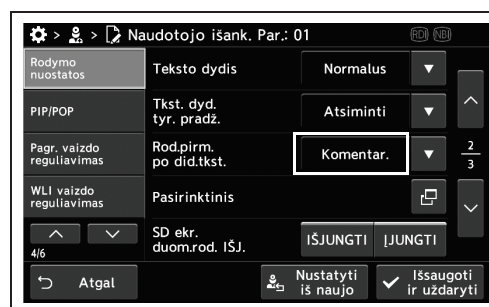 > > Naudotojo išank. Par.: 01 RDI NBI
Rodymo
nuostatos
Teksto dydis Normalus
PIP/POP
Tkst. dyd.
tyr. pradž. Atsiminti
Pagr. vaizdo
reguliavimas
Rod.pirm.
po did.tkst. Komentar.
2
3
WLI vaizdo
reguliavimas
Pasirinktinis
4/6
SD ekr.
duom.rod. IŠJ. IŠJUNGTI ĮJUNGTI
Atgal
Nustatyti
iš naujo
Išsaugoti
ir uždaryti